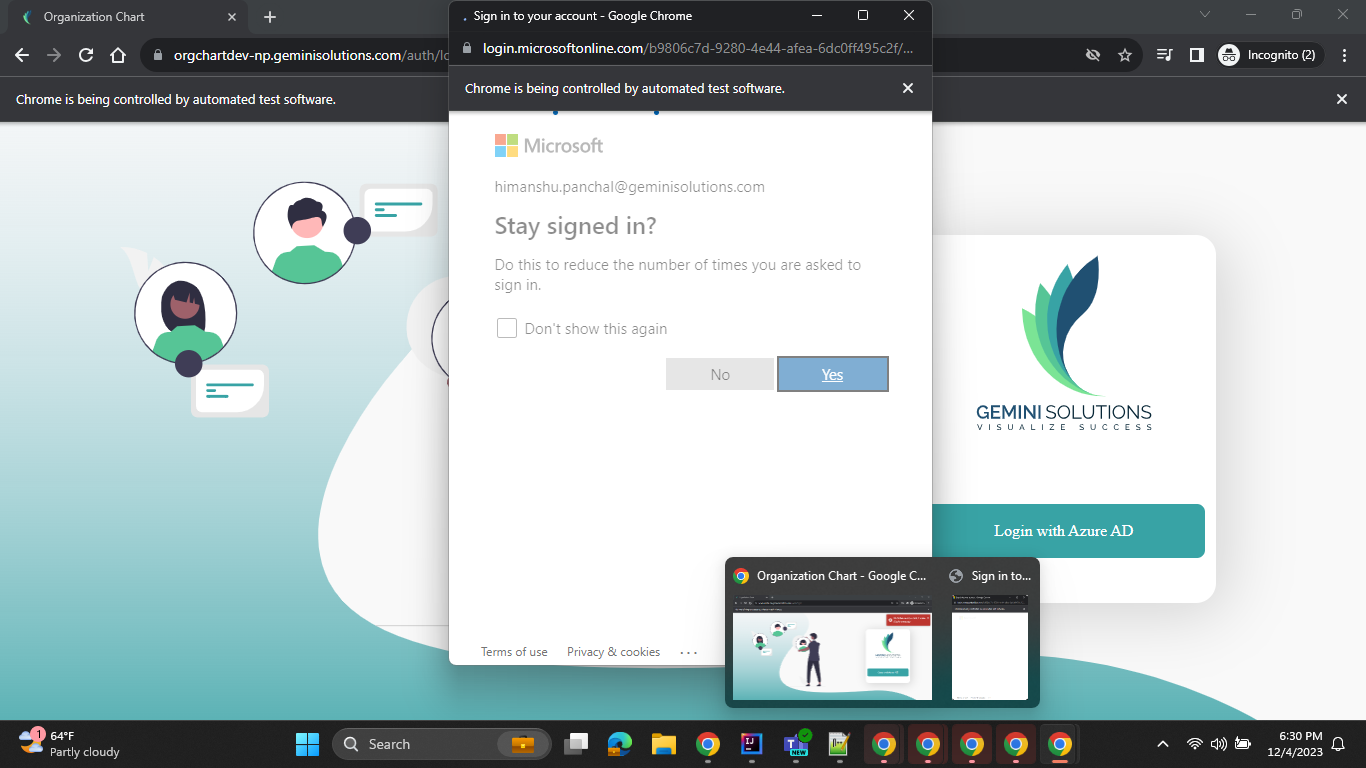 Organization Chart
orgchartdev-np.geminisolutions.com/auth/lo
Incognito (2)
Chrome is being controlled by automated test software.
Sign in to your account - Google Chrome
login.microsoftonline.com/b9806c7d-9280-4e44-afea-6dc0ff495c2f/...
Chrome is being controlled by automated test software.
Microsoft
himanshu.panchal@geminisolutions.com
Stay signed in?
Do this to reduce the number of times you are asked to
sign in.
Don't show this again
No
Yes
Terms of use
Privacy & cookies
GEMINI SOLUTIONS
VISUALIZE SUCCESS
Login with Azure AD
Organization Chart - Google C...
Sign in to...
1
64°F
Partly cloudy
Search
NEW
6:30 PM
12/4/2023